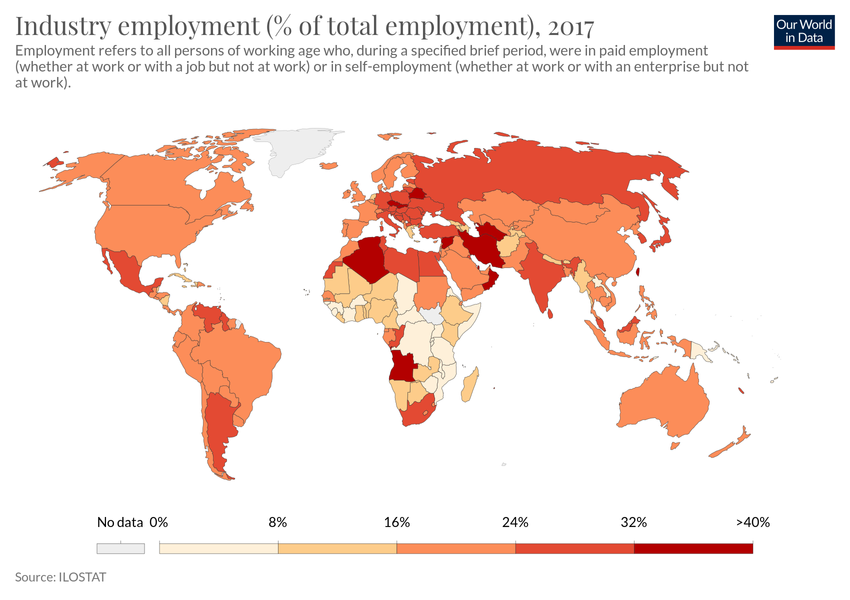 Industry employment (% of total employment), 2017
Our World
in Data
Employment refers to all persons of working age who, during a specified brief period, were in paid employment
(whether at work or with a job but not at work) or in self-employment (whether at work or with an enterprise but not
at work).
No data 0% 8% 16% 24% 32% >40%
Source: ILOSTAT